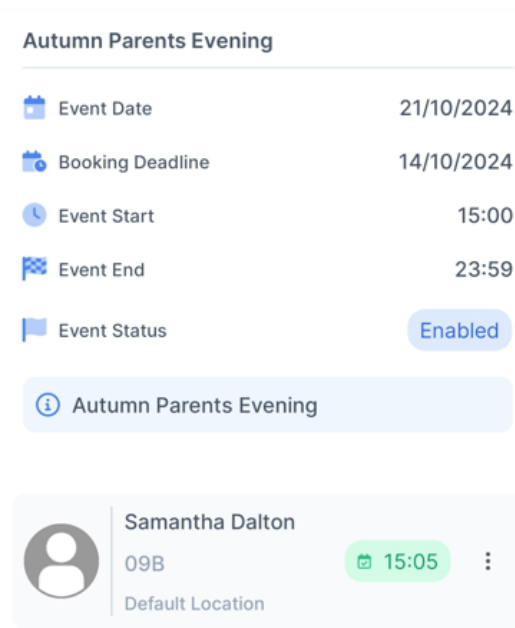 Autumn Parents Evening
Event Date 21/10/2024
Booking Deadline 14/10/2024
Event Start 15:00
Event End 23:59
Event Status Enabled
Autumn Parents Evening
Samantha Dalton
09B 15:05
Default Location